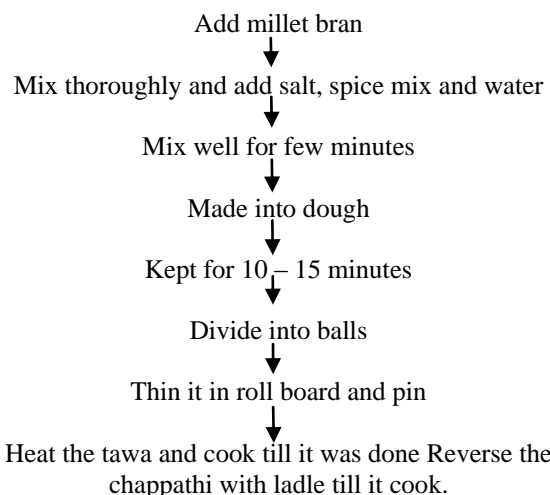 Add millet bran
Mix thoroughly and add salt, spice mix and water
Mix well for few minutes
Made into dough
Kept for 10 – 15 minutes
Divide into balls
Thin it in roll board and pin
Heat the tawa and cook till it was done Reverse the
chappathi with ladle till it cook.